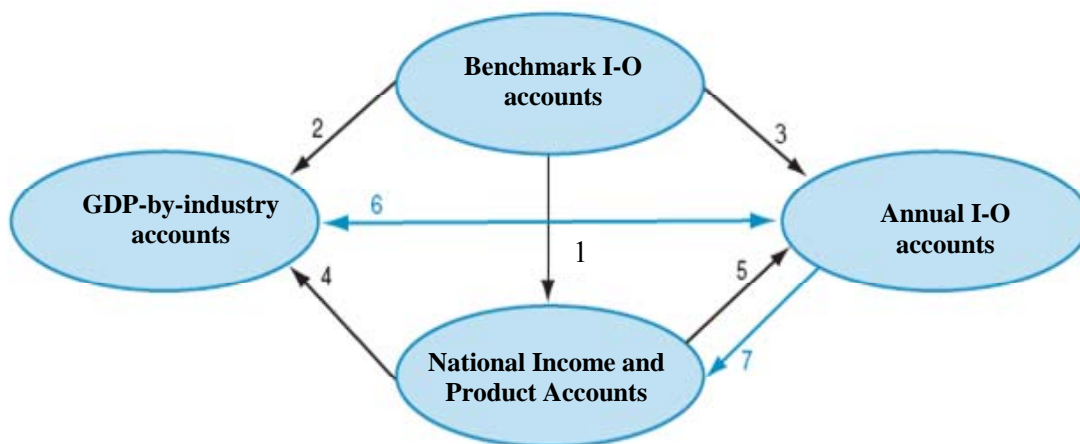 Benchmark I-O
accounts
2
3
GDP-by-industry
accounts
6
Annual I-O
accounts
1
4
5
National Income and
Product Accounts
7